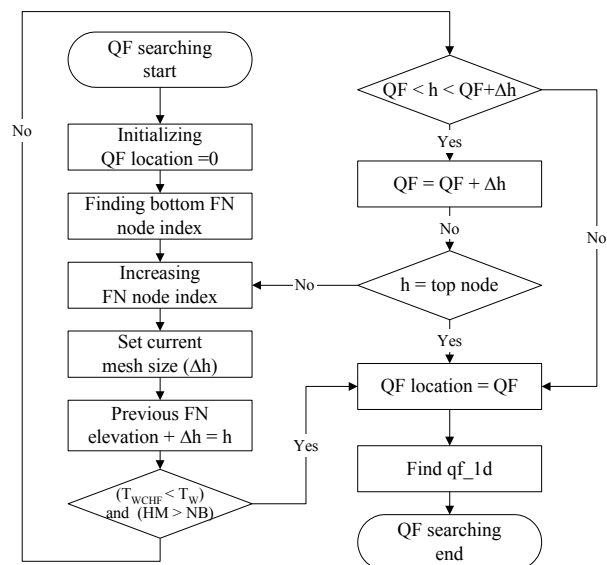 QF searching
start
Initializing
QF location =0
Finding bottom FN
node index
Increasing
FN node index
Set current
mesh size (Δh)
Previous FN
elevation + Δh = h
(T_WCHF < T_W)
and (HM > NB)
No
Yes
QF < h < QF+Δh
Yes
No
QF = QF + Δh
No
h = top node
No
Yes
QF location = QF
Find qf_1d
QF searching
end